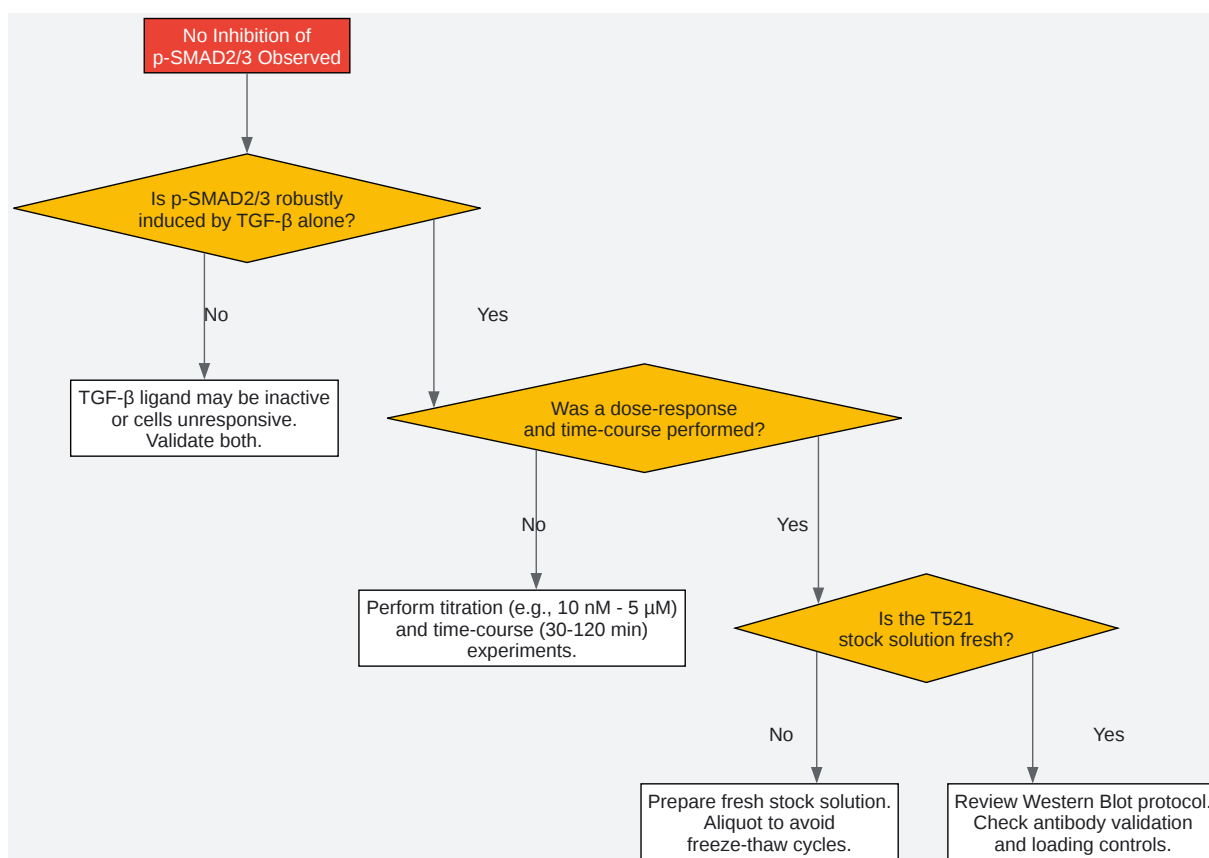 No Inhibition of
p-SMAD2/3 Observed
Is p-SMAD2/3 robustly
induced by TGF-β alone?
No
Yes
TGF-β ligand may be inactive
or cells unresponsive.
Validate both.
Was a dose-response
and time-course performed?
No
Yes
Perform titration (e.g., 10 nM - 5 µM)
and time-course (30-120 min)
experiments.
Is the T521
stock solution fresh?
No
Yes
Prepare fresh stock solution.
Aliquot to avoid
freeze-thaw cycles.
Review Western Blot protocol.
Check antibody validation
and loading controls.